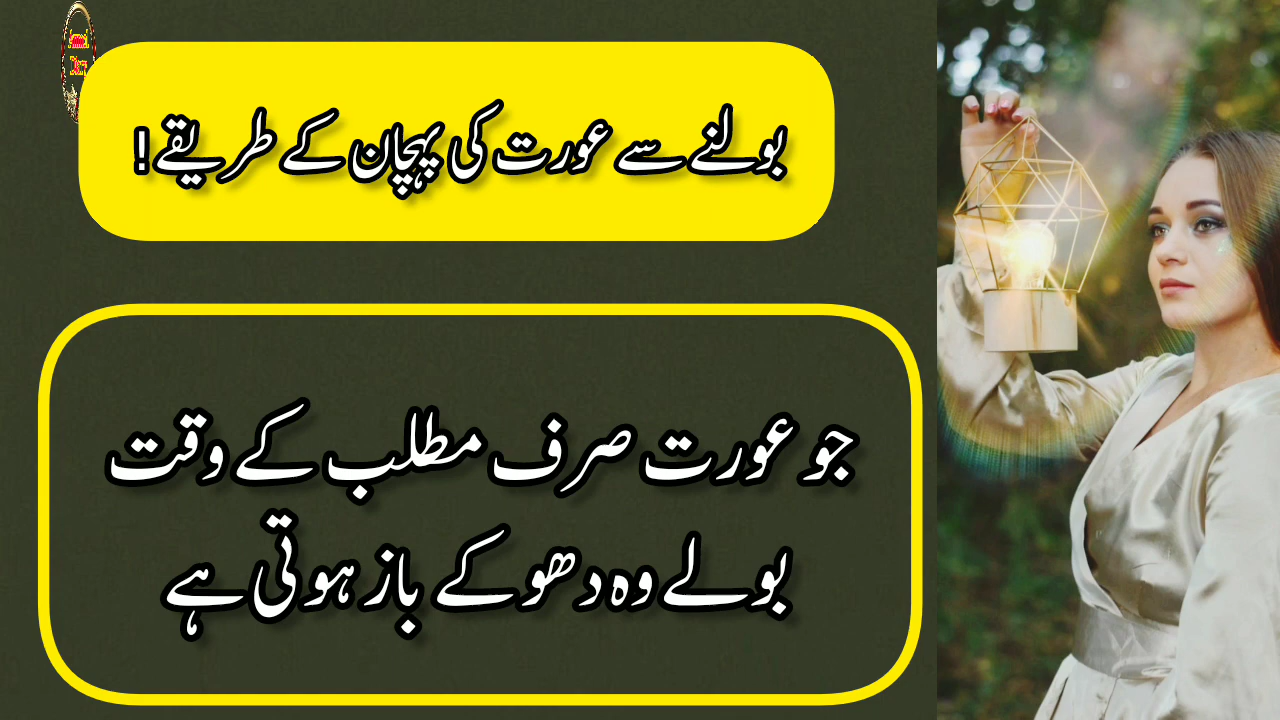 بولنے سے عورت کی پہچان کے طریقے!
جو عورت صرف مطلب کے وقت
بولے وہ دھوکے باز ہوتی ہے